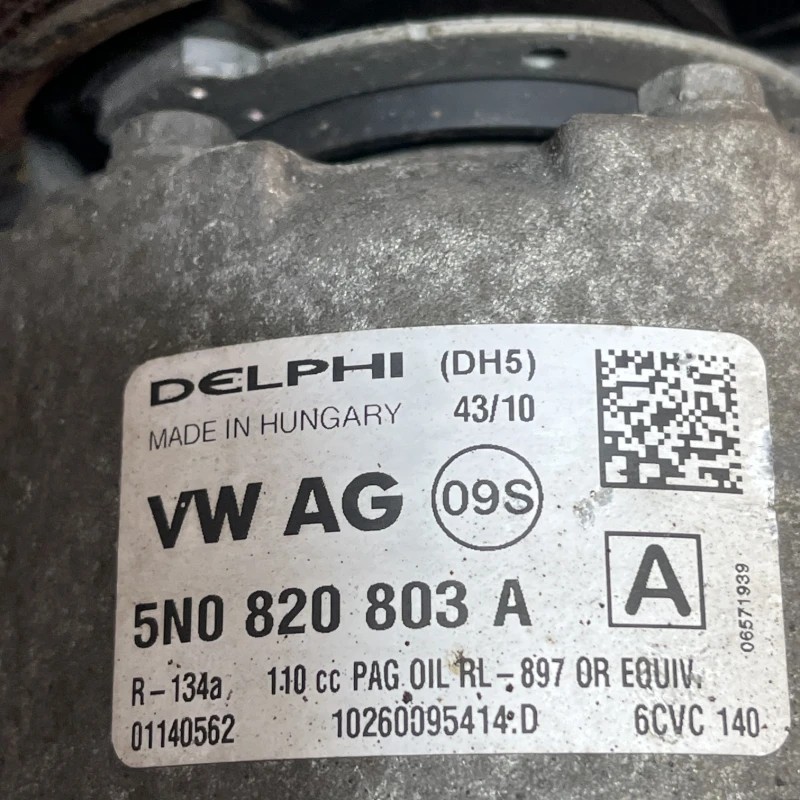 DELPHI (DH5)
MADE IN HUNGARY 43/10
VW AG 09S
5N0 820 803 A A
06571939
R-134a, 110 cc PAG OIL RL-897 OR EQUIV.
01140562 10260095414:D 6CVC 140